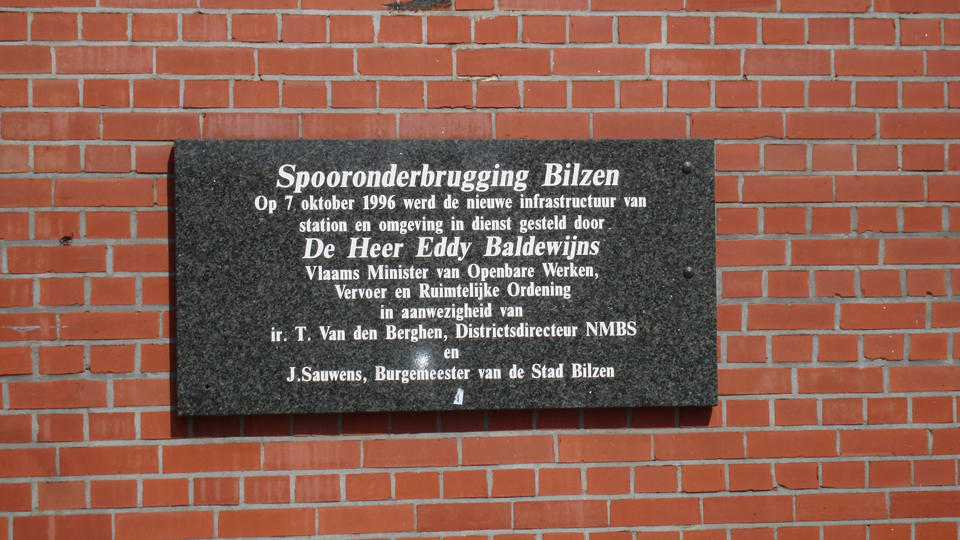 Spooronderbrugging Bilzen
Op 7 oktober 1996 werd de nieuwe infrastructuur van
station en omgeving in dienst gesteld door
De Heer Eddy Baldewijns
Vlaams Minister van Openbare Werken,
Vervoer en Ruimtelijke Ordening
in aanwezigheid van
ir. T. Van den Berghen, Districtsdirecteur NMBS
en
J.Sauwens, Burgemeester van de Stad Bilzen